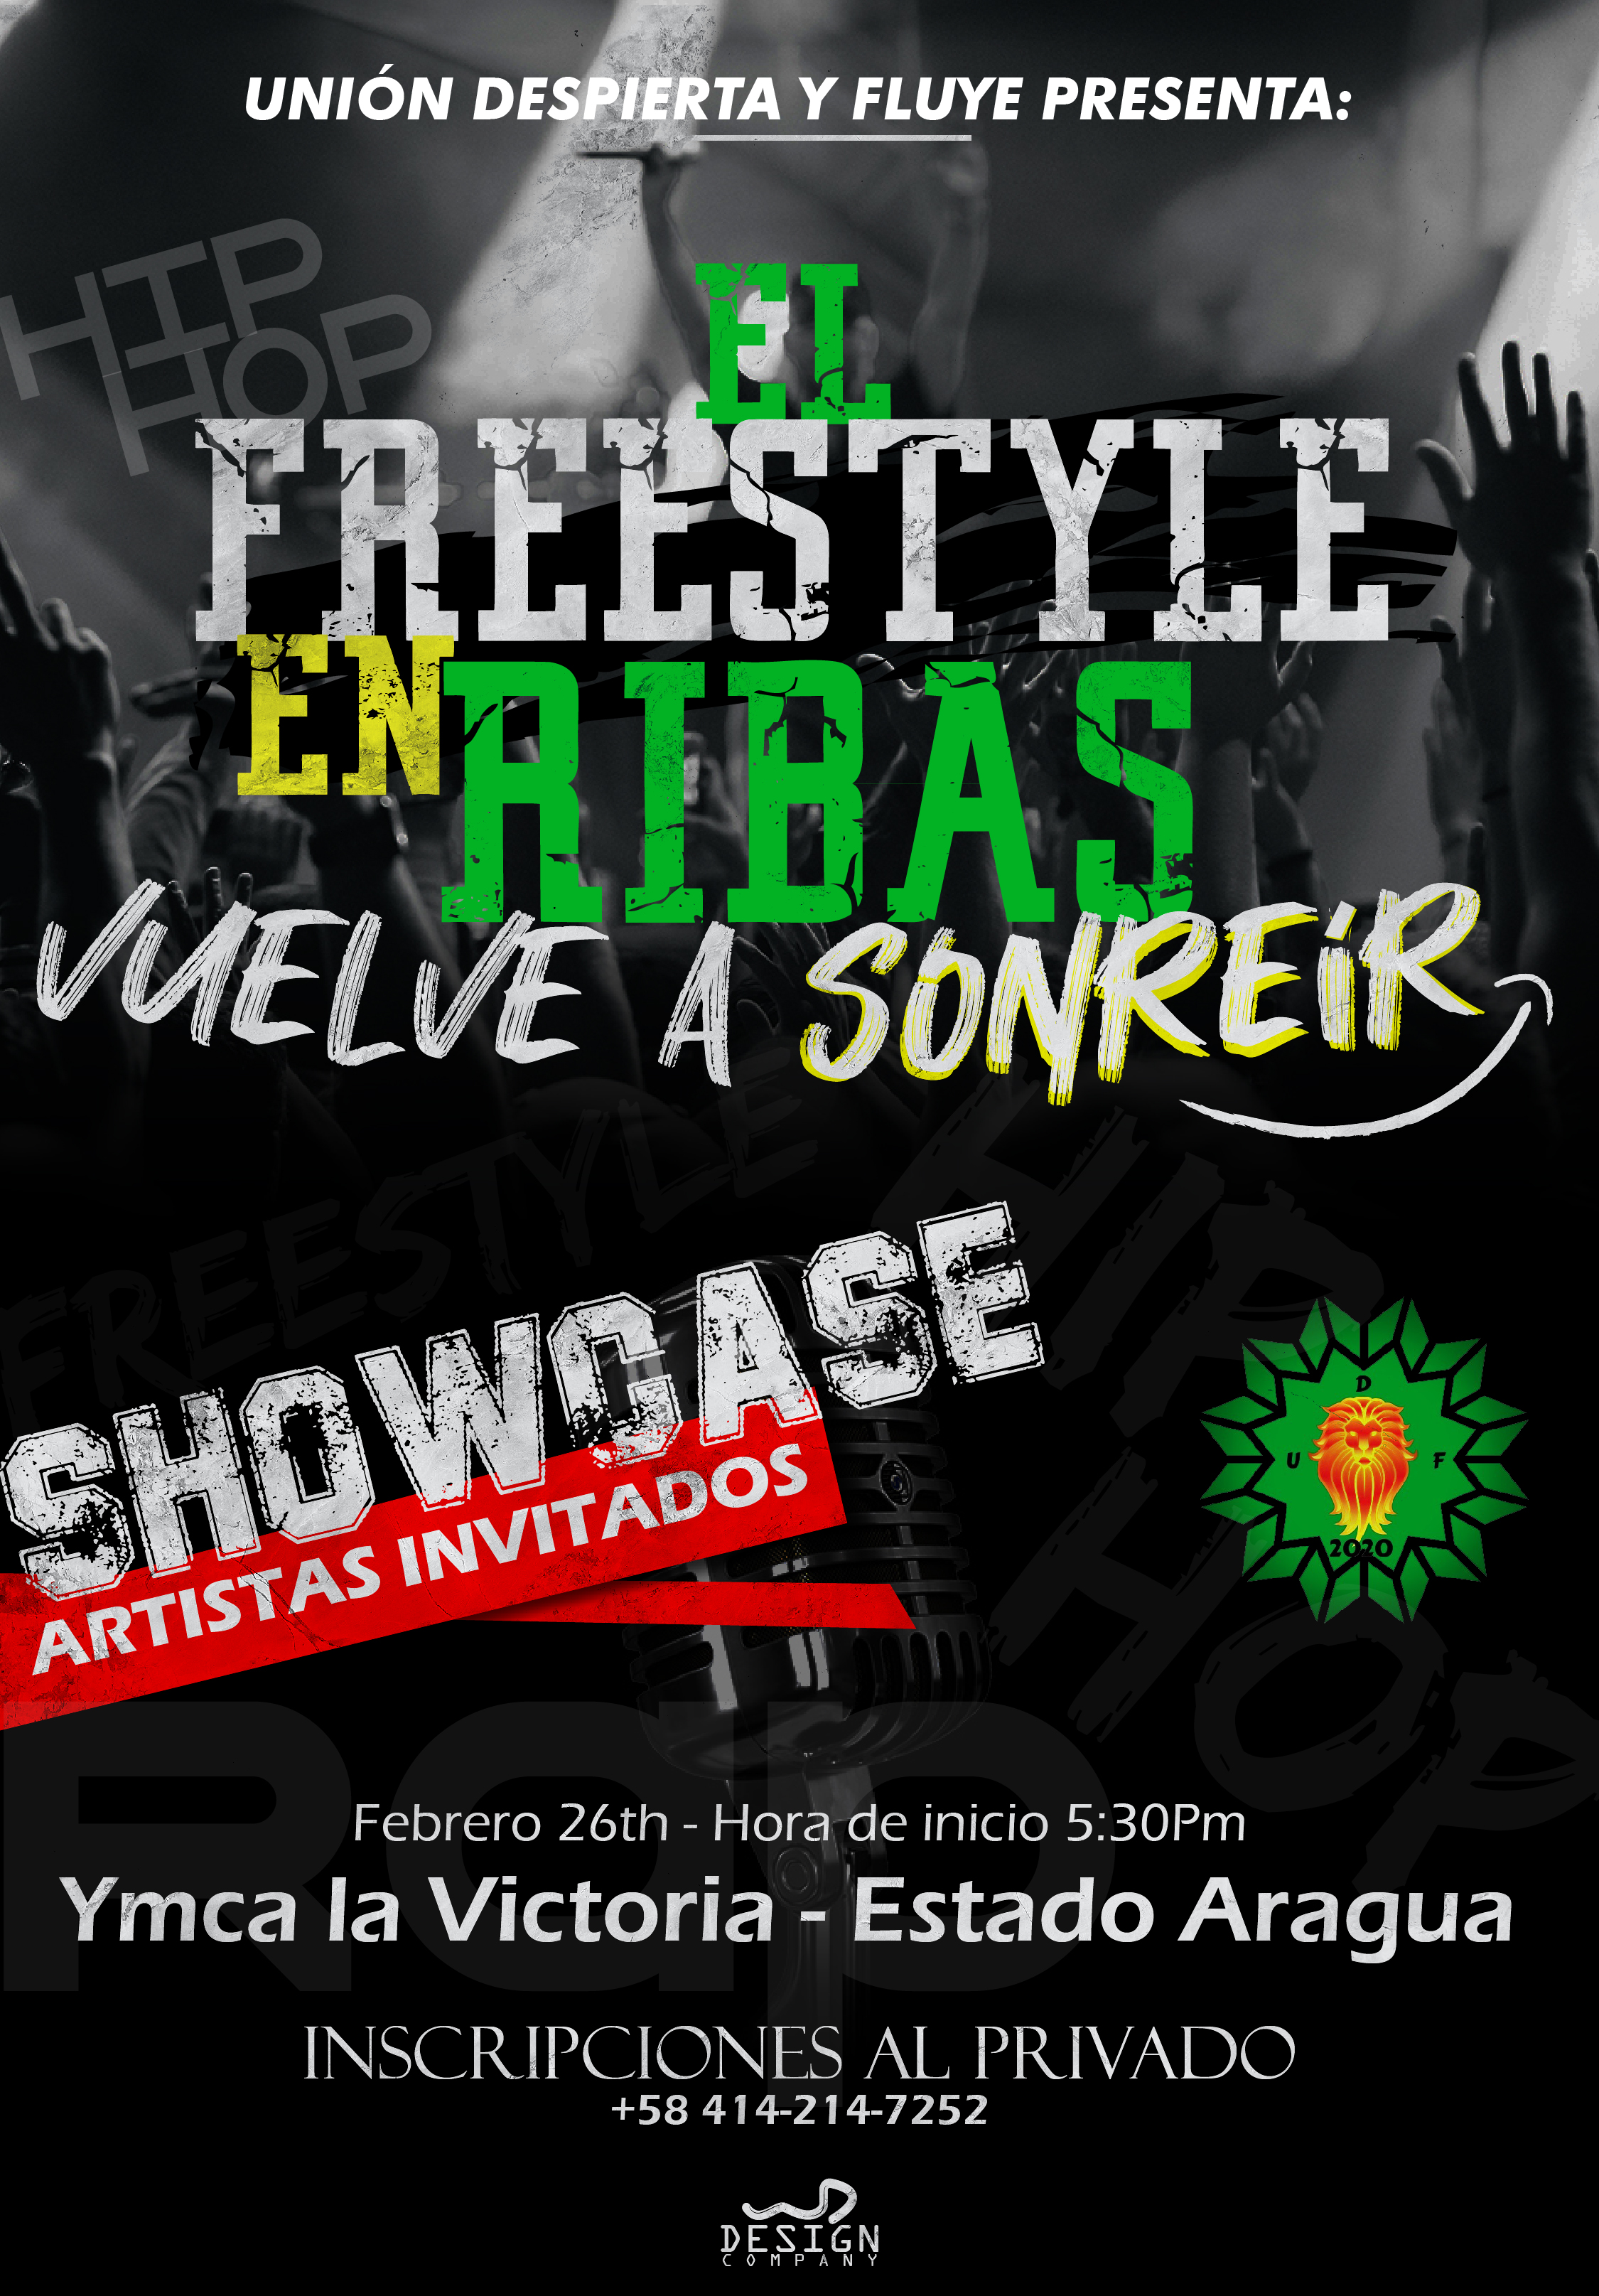 UNIÓN DESPIERTA Y FLUYE PRESENTA:
HIP
HOP
EL
FREESTYLE
EN RIBAS
VUELVE A SONREÍR
FREESTYLE
HIP
HOP
SHOWCASE
ARTISTAS INVITADOS
D
U F
2020
Rap
Febrero 26th - Hora de inicio 5:30Pm
Ymca la Victoria - Estado Aragua
INSCRIPCIONES AL PRIVADO
+58 414-214-7252
DESIGN
COMPANY